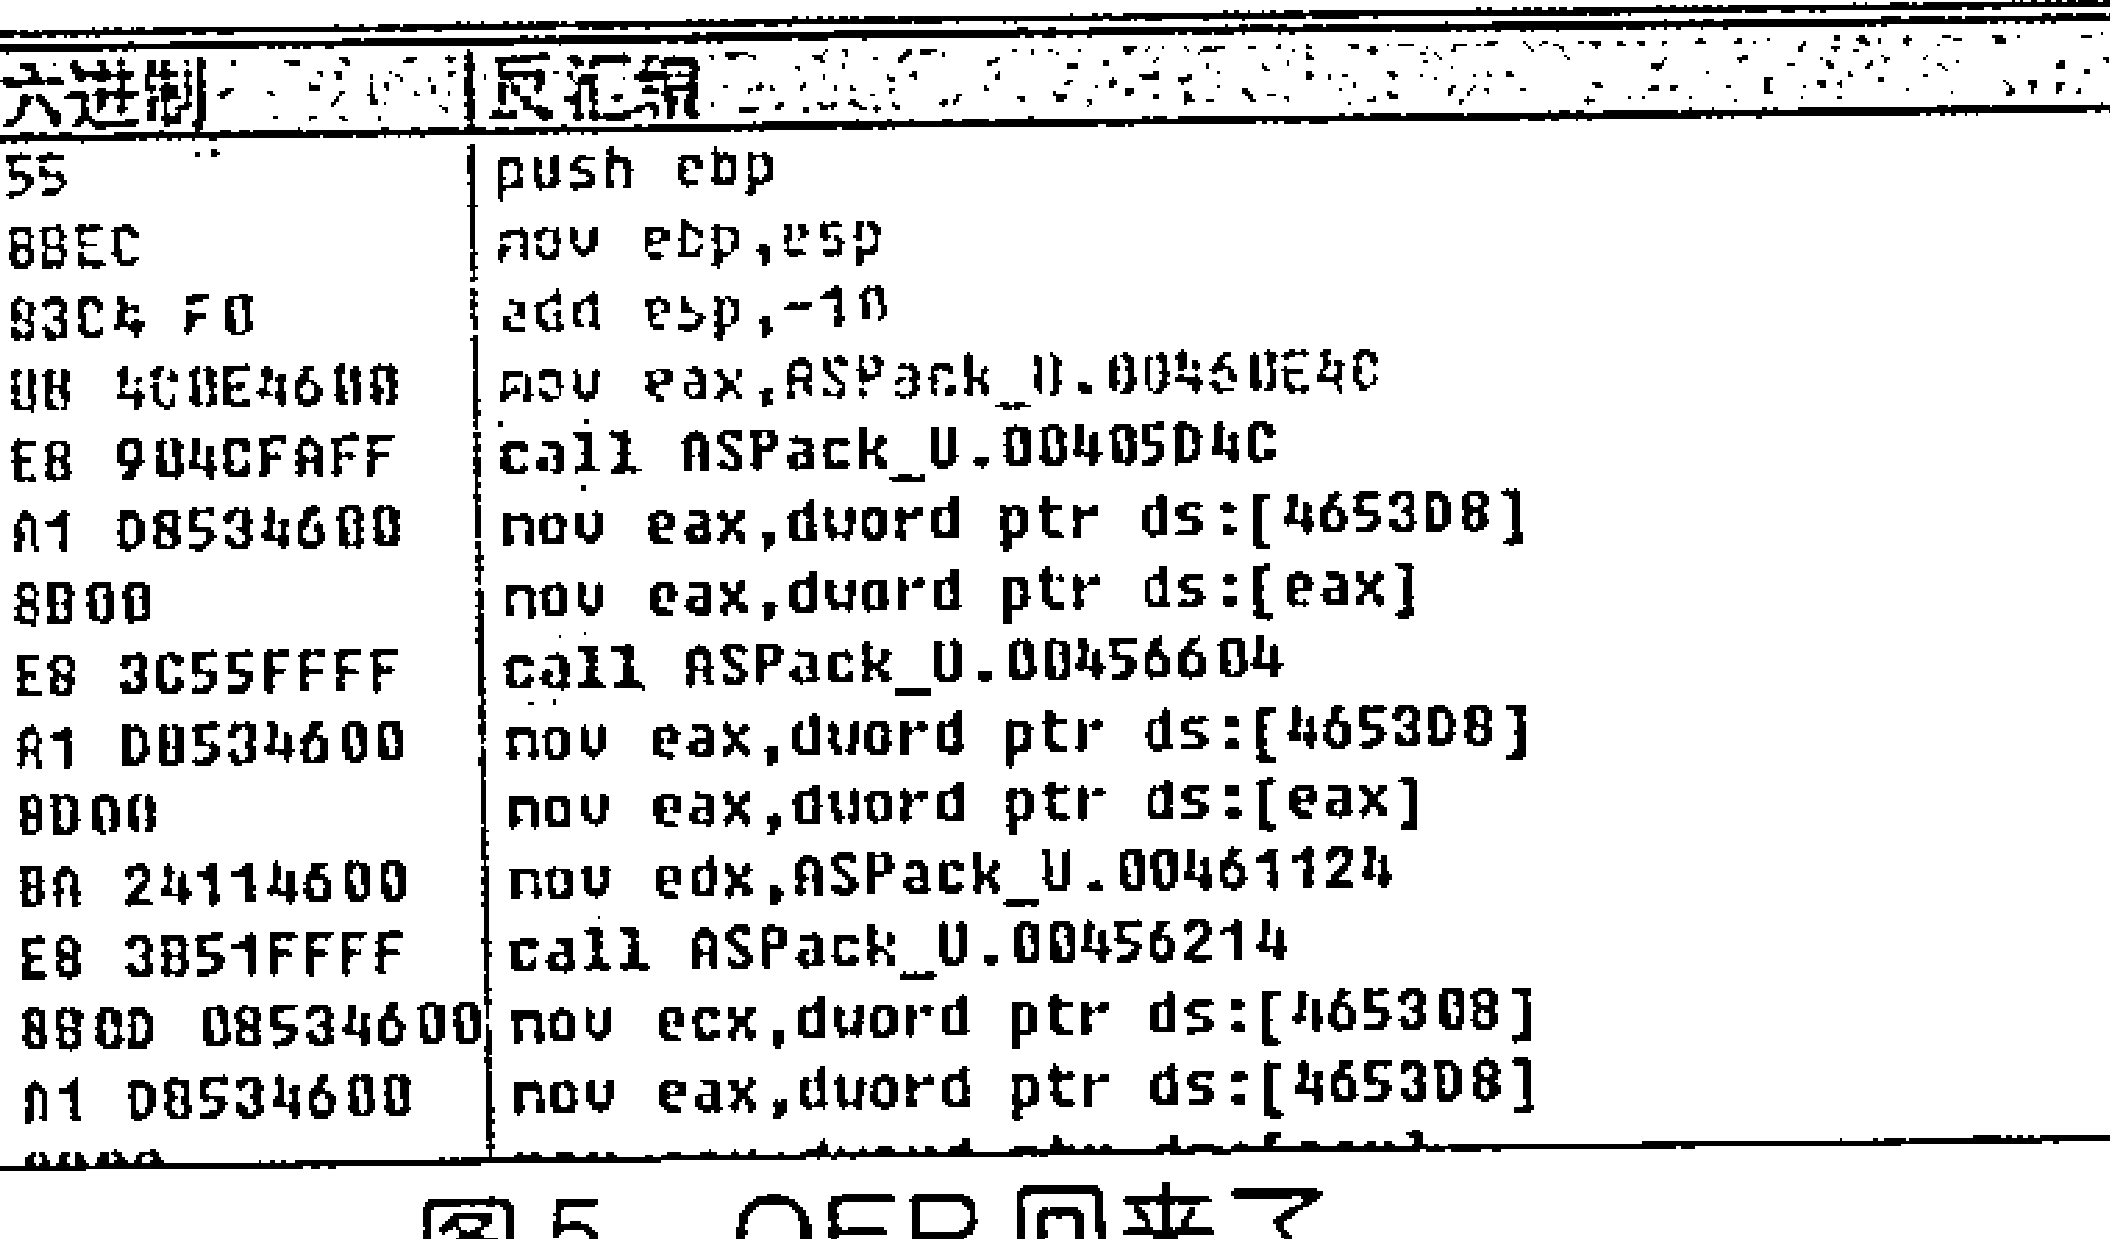 六进制 反汇编
55 push ebp
8BEC mov ebp,esp
83C4 F0 add esp,-10
B8 4C0E4600 mov eax,ASPack_U.00460E4C
E8 904CFAFF call ASPack_U.00405D4C
A1 D8534600 mov eax,dword ptr ds:[4653D8]
8B00 mov eax,dword ptr ds:[eax]
E8 3C55FFFF call ASPack_U.00456604
A1 D8534600 mov eax,dword ptr ds:[4653D8]
8B00 mov eax,dword ptr ds:[eax]
BA 24114600 mov edx,ASPack_U.00461124
E8 3B51FFFF call ASPack_U.00456214
8B0D 08534600 mov ecx,dword ptr ds:[465308]
A1 D8534600 mov eax,dword ptr ds:[4653D8]
图5 OEP回来了